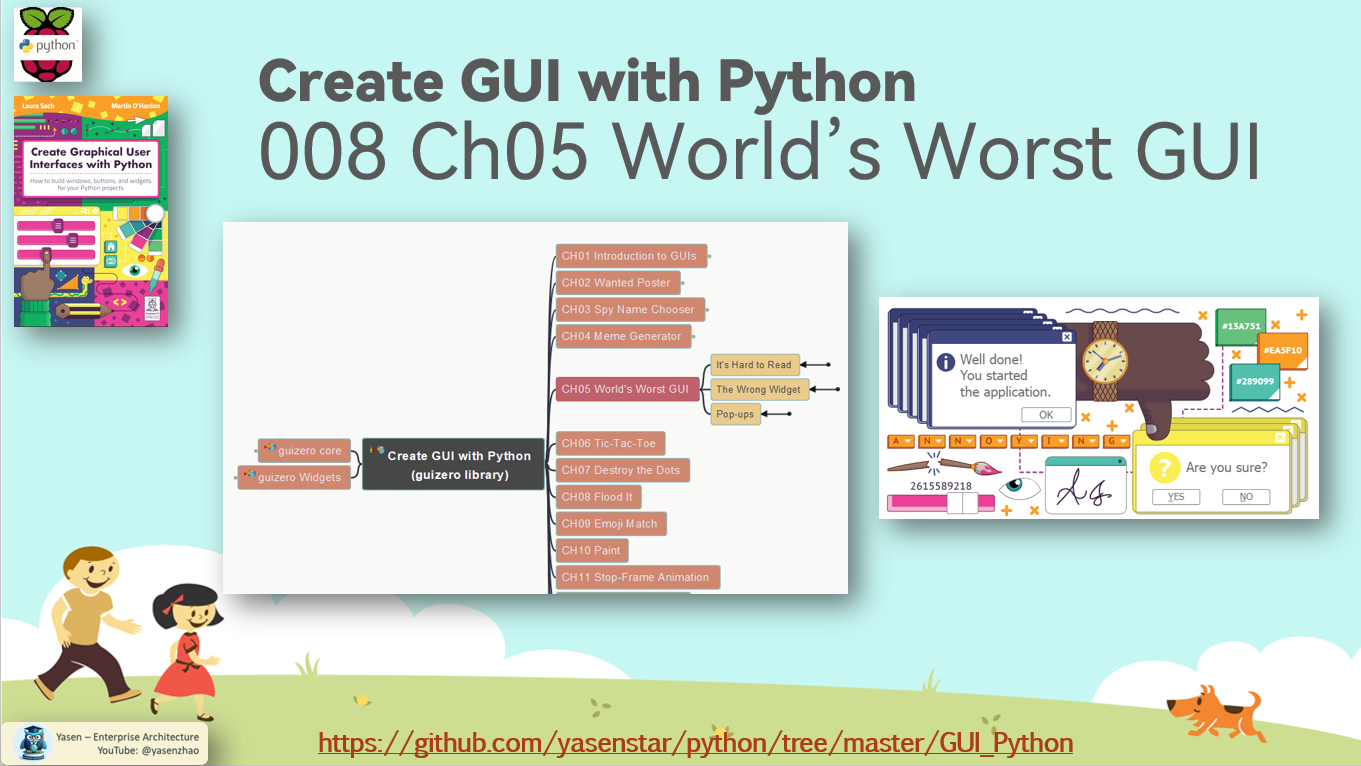 python
Laura Sach Martin O'Hanlon
Create Graphical User
Interfaces with Python
How to build windows, buttons, and widgets
for your Python projects
Create GUI with Python
008 Ch05 World's Worst GUI
CH01 Introduction to GUIs
CH02 Wanted Poster
CH03 Spy Name Chooser
CH04 Meme Generator
It's Hard to Read
CH05 World's Worst GUI
The Wrong Widget
Pop-ups
CH06 Tic-Tac-Toe
guizero core
Create GUI with Python
(guizero library)
guizero Widgets
CH07 Destroy the Dots
CH08 Flood It
CH09 Emoji Match
CH10 Paint
CH11 Stop-Frame Animation
Well done!
You started
the application.
OK
#13A751
#EA5F10
#289099
A N N O Y I N G
2615589218
Are you sure?
YES NO
Yasen – Enterprise Architecture
YouTube: @yasenzhao
https://github.com/yasenstar/python/tree/master/GUI_Python